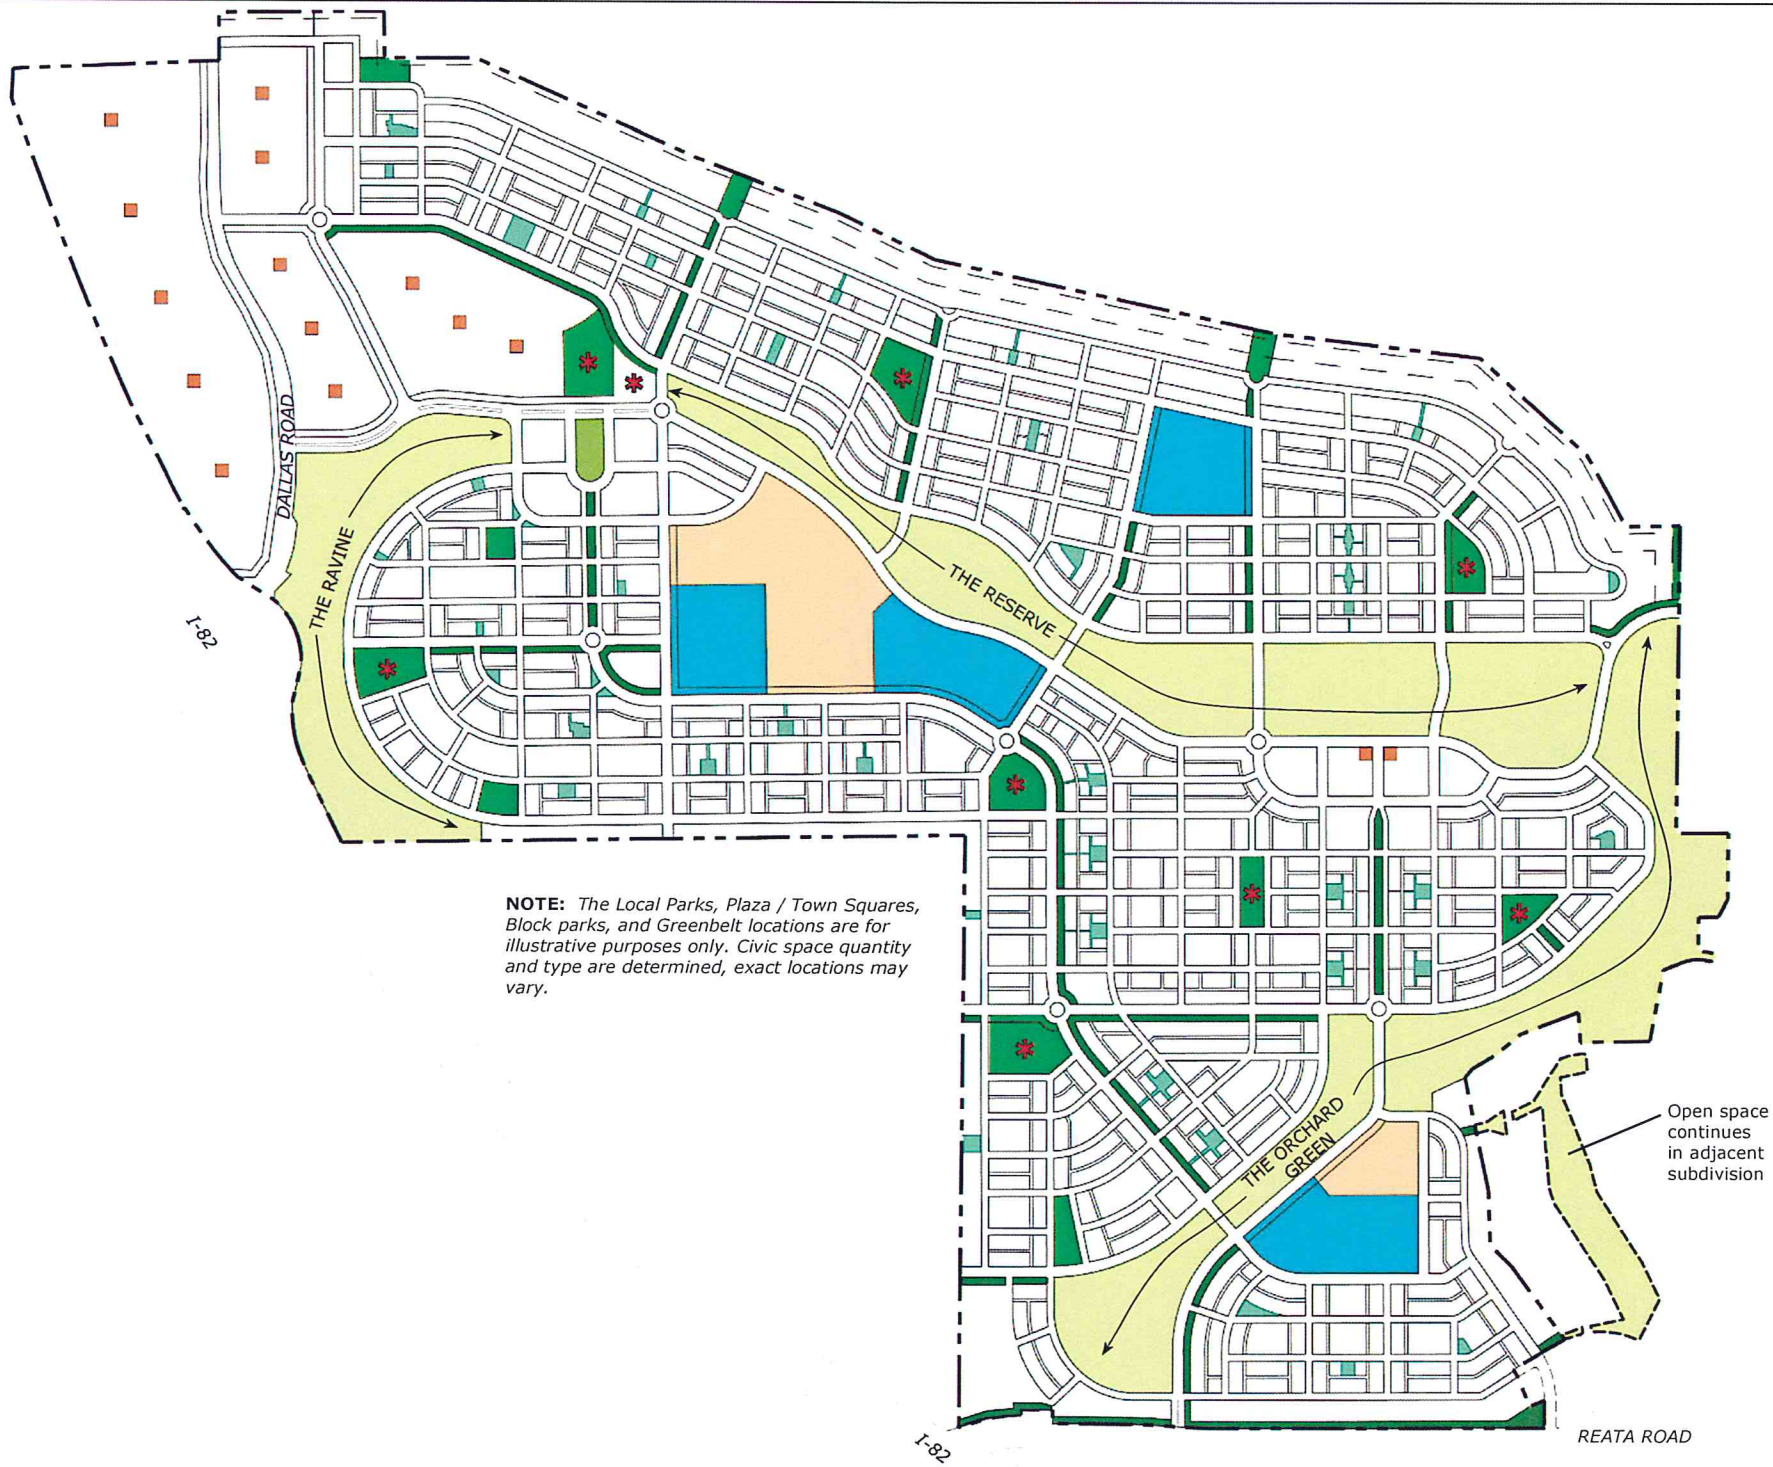 DALLAS ROAD
THE RAVINE
I-82
THE RESERVE
NOTE: The Local Parks, Plaza / Town Squares,
Block parks, and Greenbelt locations are for
illustrative purposes only. Civic space quantity
and type are determined, exact locations may
vary.
THE ORCHARD
GREEN
Open space
continues
in adjacent
subdivision
I-82
REATA ROAD